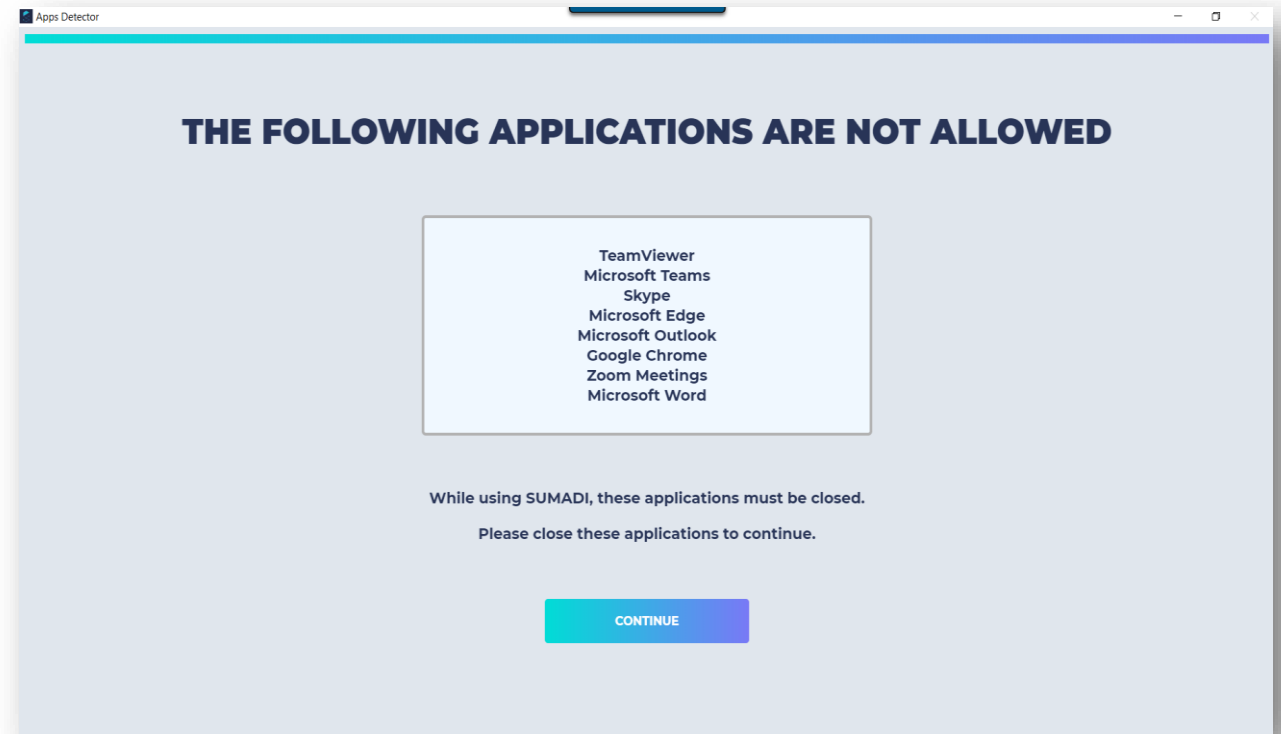 Apps Detector
THE FOLLOWING APPLICATIONS ARE NOT ALLOWED
TeamViewer
Microsoft Teams
Skype
Microsoft Edge
Microsoft Outlook
Google Chrome
Zoom Meetings
Microsoft Word
While using SUMADI, these applications must be closed.
Please close these applications to continue.
CONTINUE